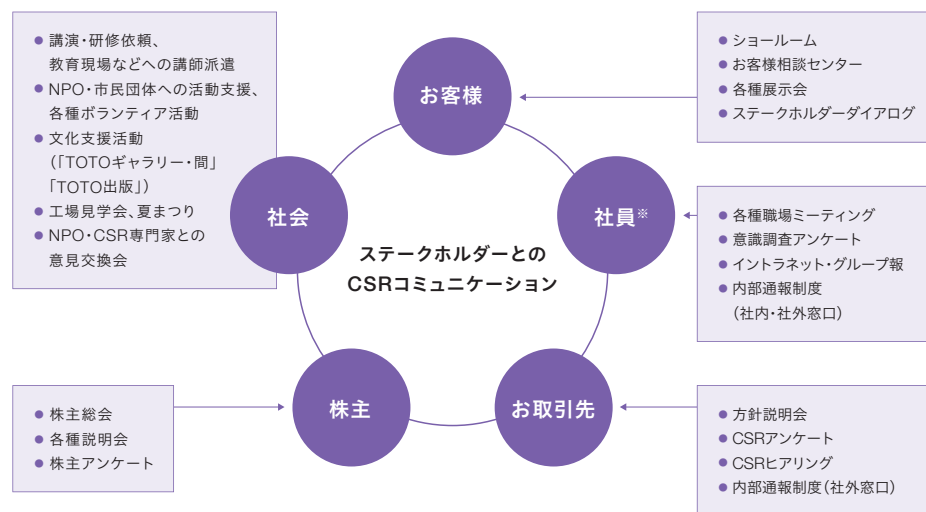 ● 講演・研修依頼、
教育現場などへの講師派遣
● NPO・市民団体への活動支援、
各種ボランティア活動
● 文化支援活動
（「TOTOギャラリー・間」
「TOTO出版」）
● 工場見学会、夏まつり
● NPO・CSR専門家との
意見交換会
お客様
● ショールーム
● お客様相談センター
● 各種展示会
● ステークホルダーダイアログ
社会
社員※
● 各種職場ミーティング
● 意識調査アンケート
● イントラネット・グループ報
● 内部通報制度
（社内・社外窓口）
ステークホルダーとの
CSRコミュニケーション
● 株主総会
● 各種説明会
● 株主アンケート
株主
お取引先
● 方針説明会
● CSRアンケート
● CSRヒアリング
● 内部通報制度（社外窓口）